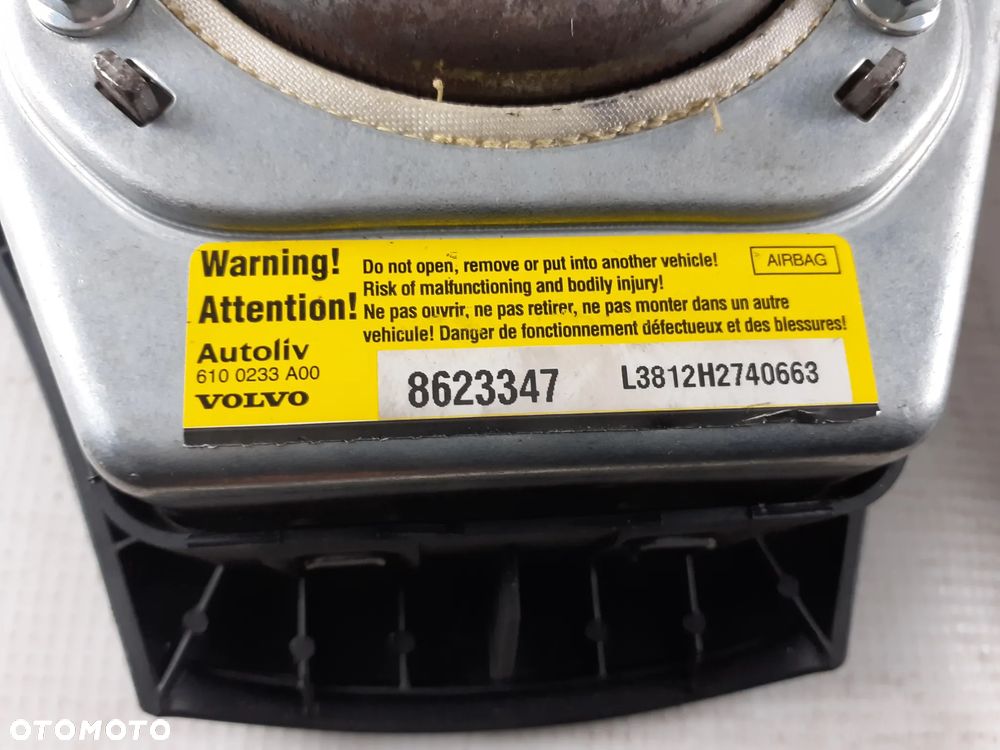 Warning!
Attention!
Do not open, remove or put into another vehicle!
Risk of malfunctioning and bodily injury!
Ne pas ouvrir, ne pas retirer, ne pas monter dans un autre
vehicule! Danger de fonctionnement défectueux et des blessures!
AIRBAG
Autoliv
610 0233 A00
VOLVO
8623347
L3812H2740663
OTOMOTO